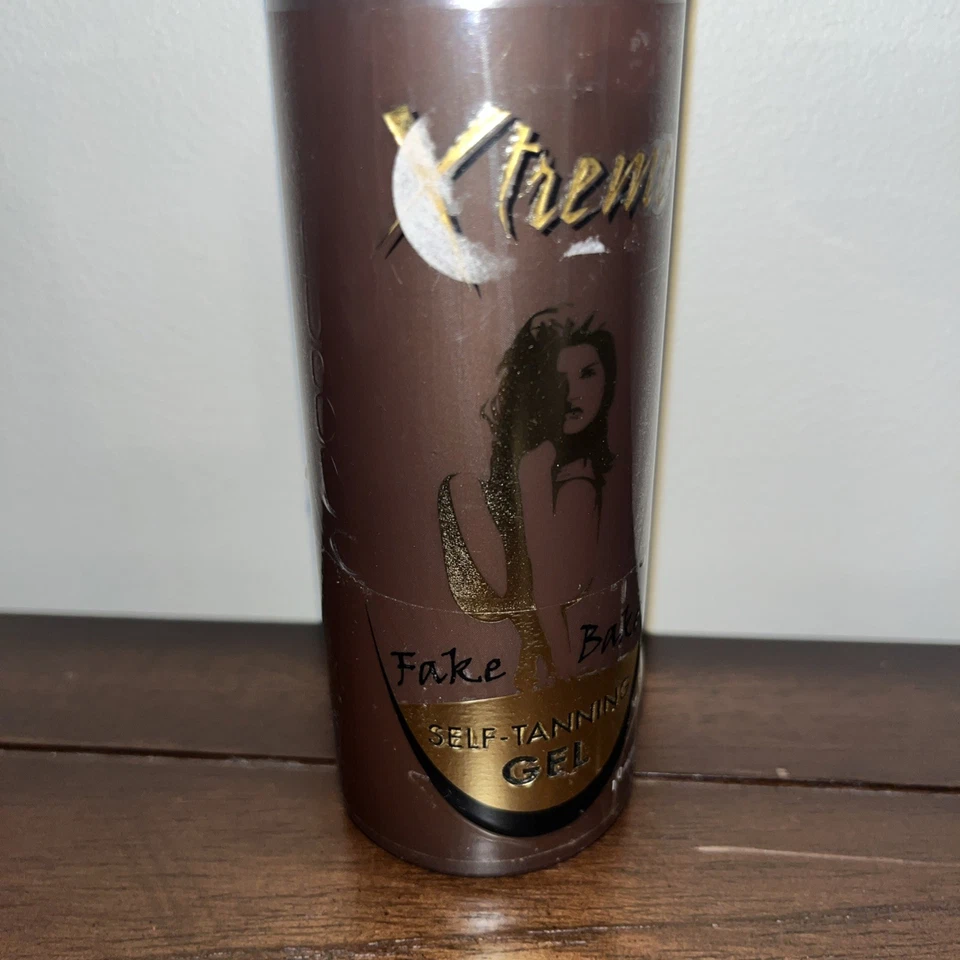 Xtreme
Fake Bake
SELF-TANNING
GEL